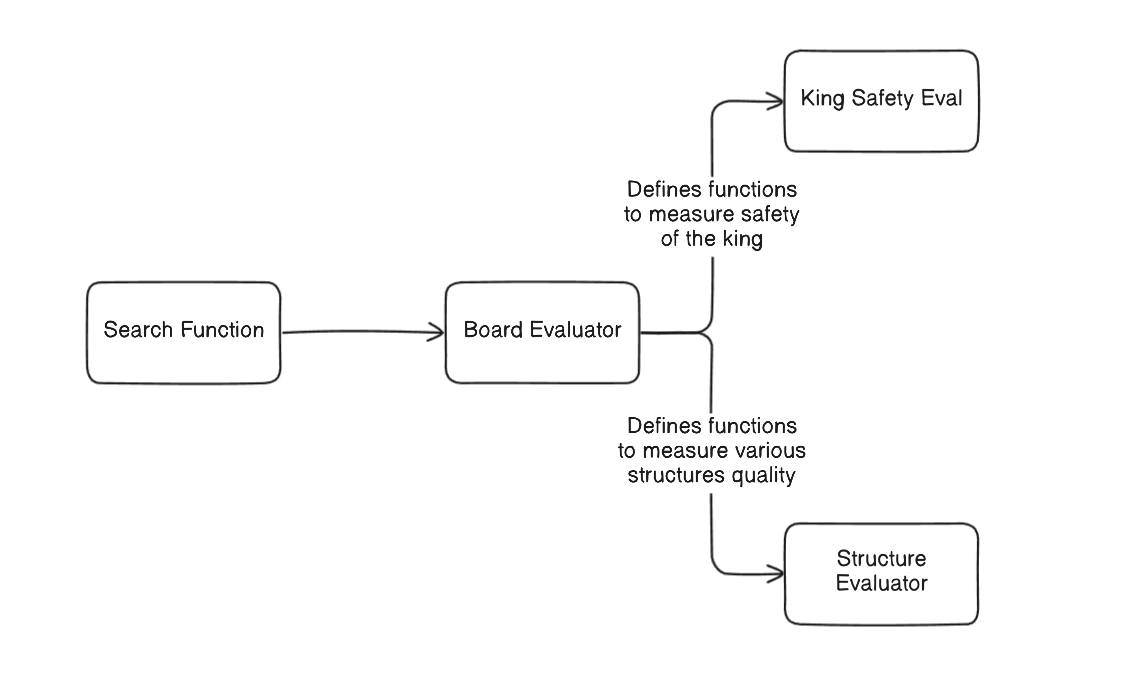 King Safety Eval
Defines functions
to measure safety
of the king
Search Function
Board Evaluator
Defines functions
to measure various
structures quality
Structure
Evaluator